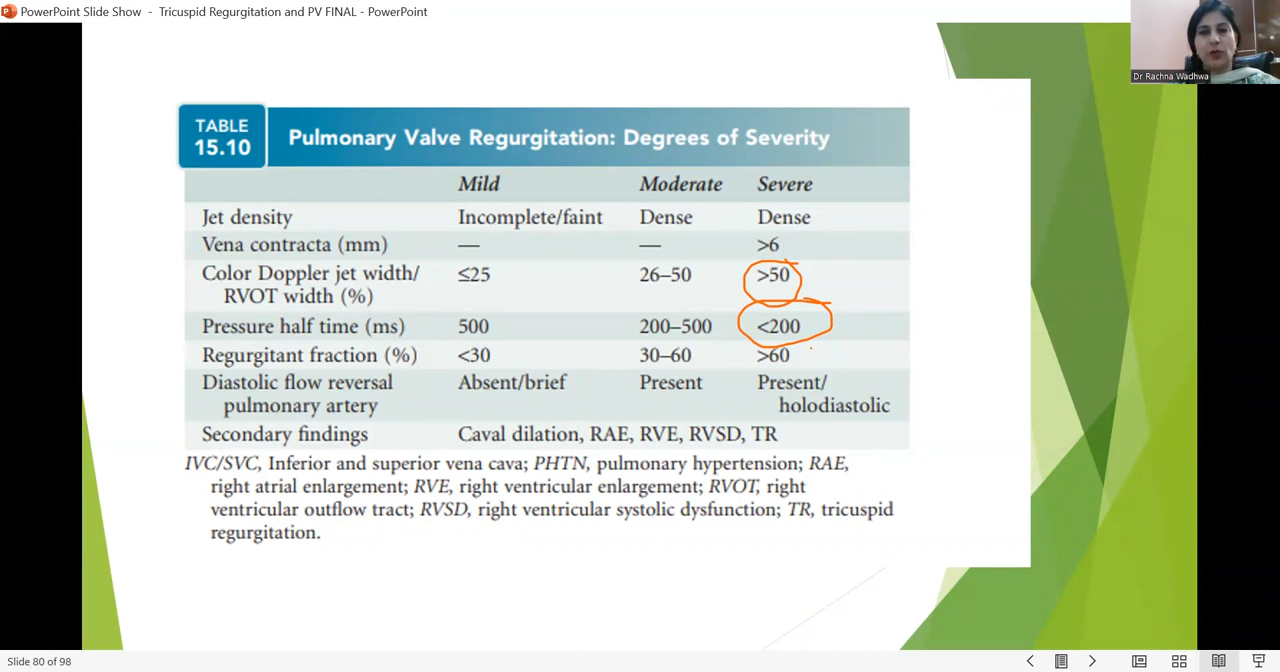 PowerPoint Slide Show - Tricuspid Regurgitation and PV FINAL - PowerPoint
Dr Rachna Wadhwa
TABLE 15.10
Pulmonary Valve Regurgitation: Degrees of Severity
Mild Moderate Severe
Jet density Incomplete/faint Dense Dense
Vena contracta (mm) — — >6
Color Doppler jet width/ ≤25 26–50 >50
RVOT width (%)
Pressure half time (ms) 500 200–500 <200
Regurgitant fraction (%) <30 30–60 >60
Diastolic flow reversal Absent/brief Present Present/
pulmonary artery holodiastolic
Secondary findings Caval dilation, RAE, RVE, RVSD, TR
IVC/SVC, Inferior and superior vena cava; PHTN, pulmonary hypertension; RAE,
right atrial enlargement; RVE, right ventricular enlargement; RVOT, right
ventricular outflow tract; RVSD, right ventricular systolic dysfunction; TR, tricuspid
regurgitation.
Slide 80 of 98